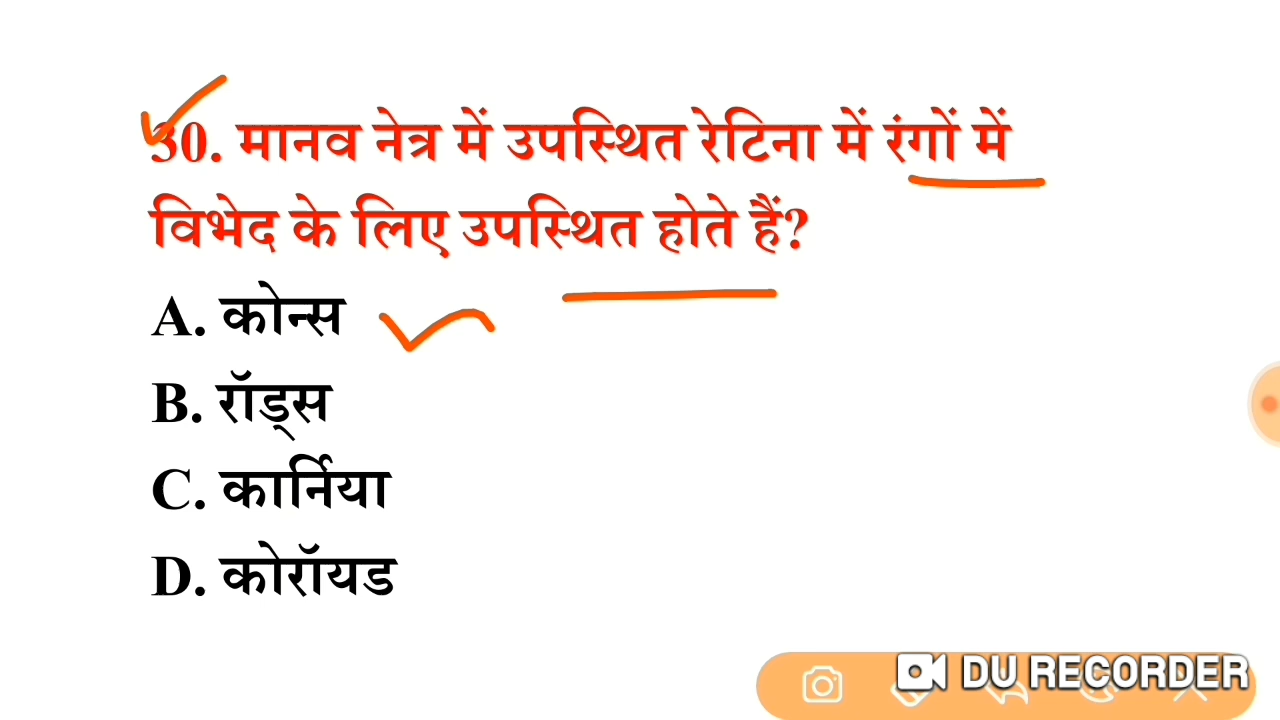 30. मानव नेत्र में उपस्थित रेटिना में रंगों में
विभेद के लिए उपस्थित होते हैं?
A. कोन्स
B. रॉड्स
C. कार्निया
D. कोरॉयड
DU RECORDER